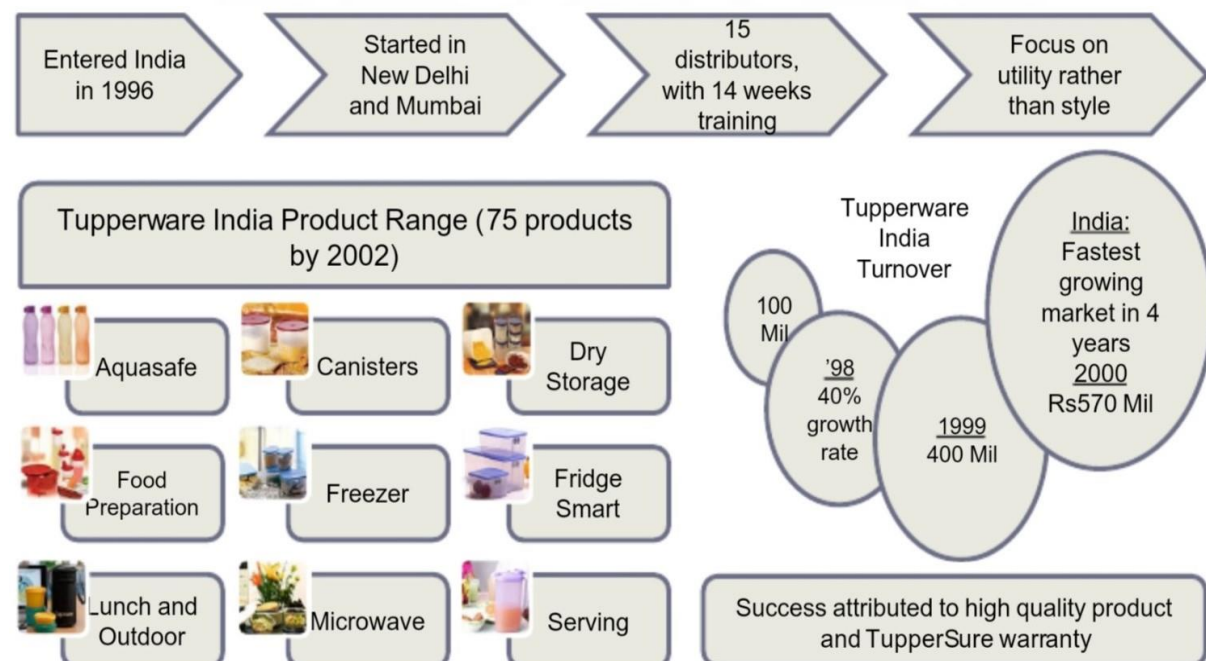 Entered India
in 1996
Started in
New Delhi
and Mumbai
15
distributors,
with 14 weeks
training
Focus on
utility rather
than style
Tupperware India Product Range (75 products
by 2002)
Aquasafe
Canisters
Dry
Storage
Food
Preparation
Freezer
Fridge
Smart
Lunch and
Outdoor
Microwave
Serving
Tupperware
India
Turnover
100
Mil
'98
40%
growth
rate
1999
400 Mil
India:
Fastest
growing
market in 4
years
2000
Rs570 Mil
Success attributed to high quality product
and TupperSure warranty